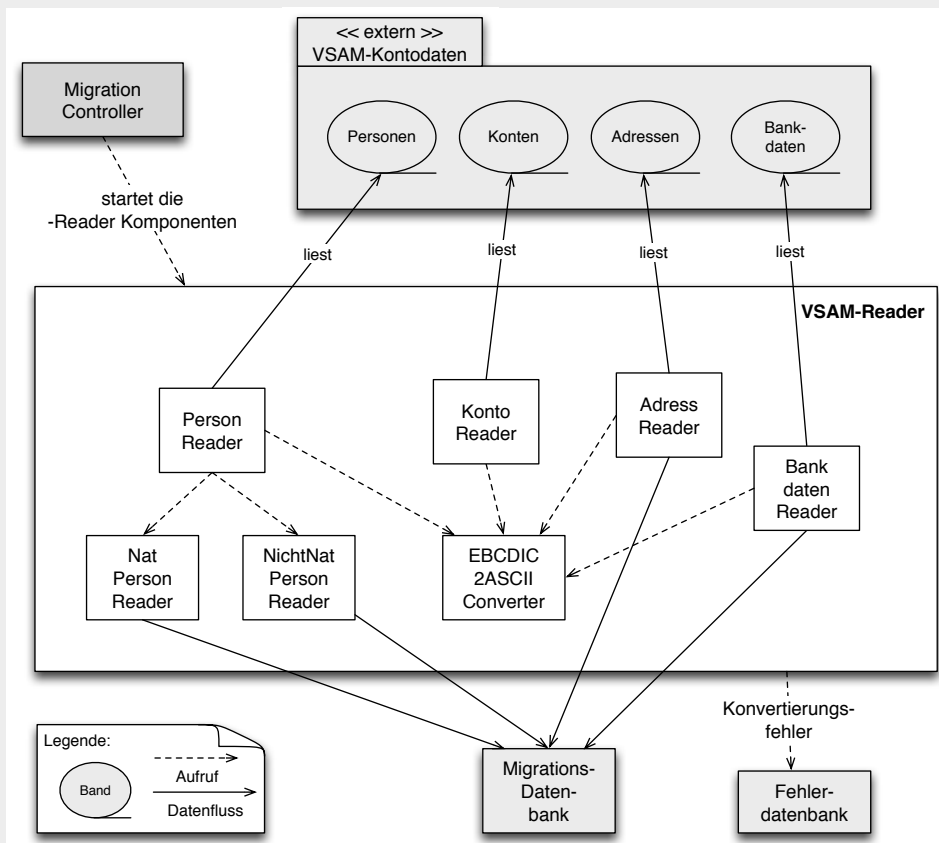 << extern >>
VSAM-Kontodaten
Migration
Controller
Personen
Konten
Adressen
Bank-
daten
startet die
-Reader Komponenten
liest
liest
liest
liest
VSAM-Reader
Person
Reader
Konto
Reader
Adress
Reader
Bank
daten
Reader
Nat
Person
Reader
NichtNat
Person
Reader
EBCDIC
2ASCII
Converter
Konvertierungs-
fehler
Legende:
Band
Aufruf
Datenfluss
Migrations-
Daten-
bank
Fehler-
datenbank